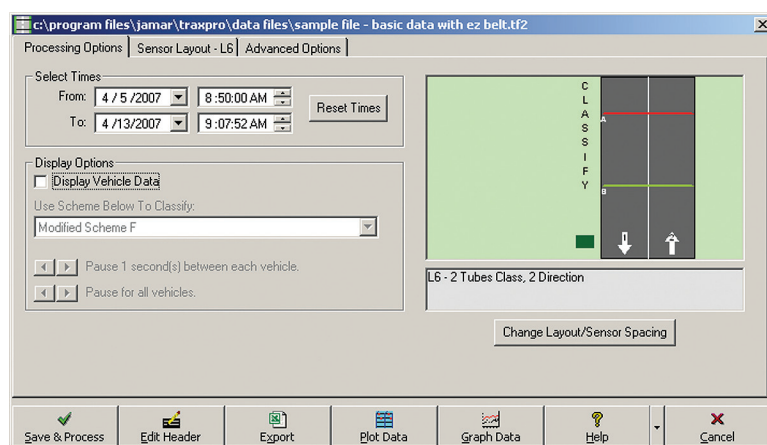 c:\program files\jamar\traxpro\data files\sample file - basic data with ez belt.tf2
Processing Options Sensor Layout - L6 Advanced Options
Select Times
From: 4 / 5 /2007 8 :50:00 AM
Reset Times
To: 4 /13/2007 9 :07:52 AM
Display Options
Display Vehicle Data
Use Scheme Below To Classify:
Modified Scheme F
Pause 1 second(s) between each vehicle.
Pause for all vehicles.
C
L
A
S
S
I
F
Y
A
B
L6 - 2 Tubes Class, 2 Direction
Change Layout/Sensor Spacing
Save & Process Edit Header Export Plot Data Graph Data Help Cancel